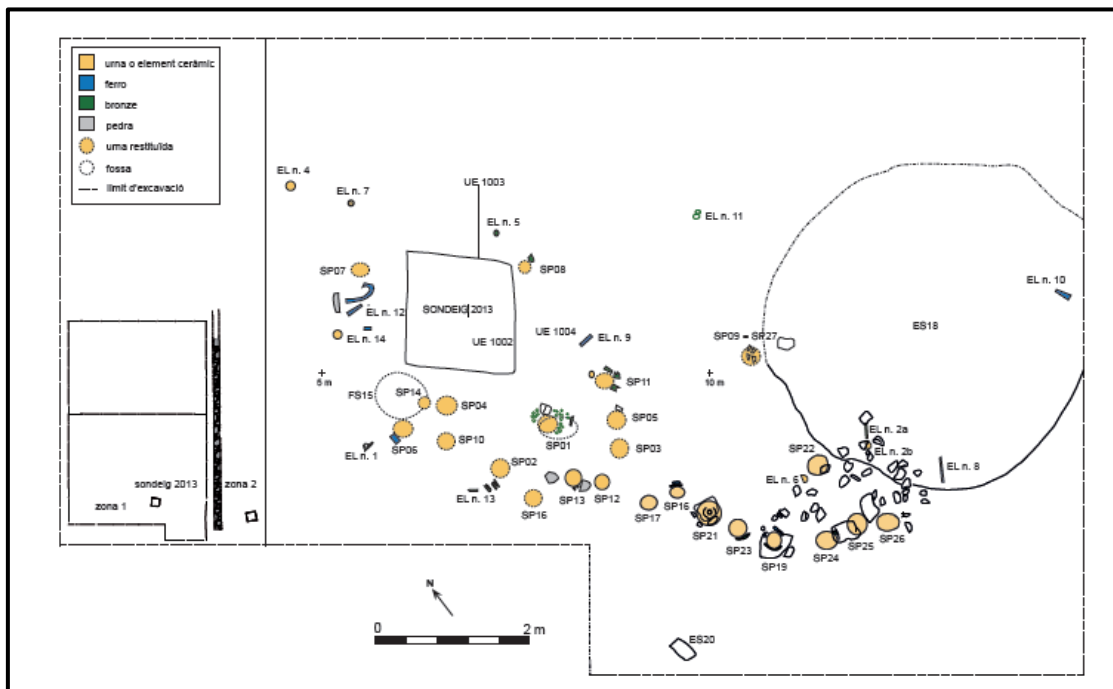 urna o element ceràmic
ferro
bronze
pedra
urna restituïda
fossa
límit d'excavació
EL n. 4
EL n. 7
UE 1003
EL n. 5
EL n. 11
SP07
SP08
EL n. 10
EL n. 12
SONDEIG 2013
ES18
EL n. 14
UE 1002
UE 1004
EL n. 9
SP09 = SP27
5 m
10 m
FS15
SP14
SP04
SP11
SP05
SP01
EL n. 1
SP06
SP10
SP03
EL n. 2a
EL n. 2b
SP22
EL n. 8
SP02
EL n. 6
EL n. 13
SP13
SP12
SP16
SP16
SP17
SP21
SP23
SP19
SP24
SP25
SP26
zona 1
sondeig 2013
zona 2
N
0
2 m
ES20